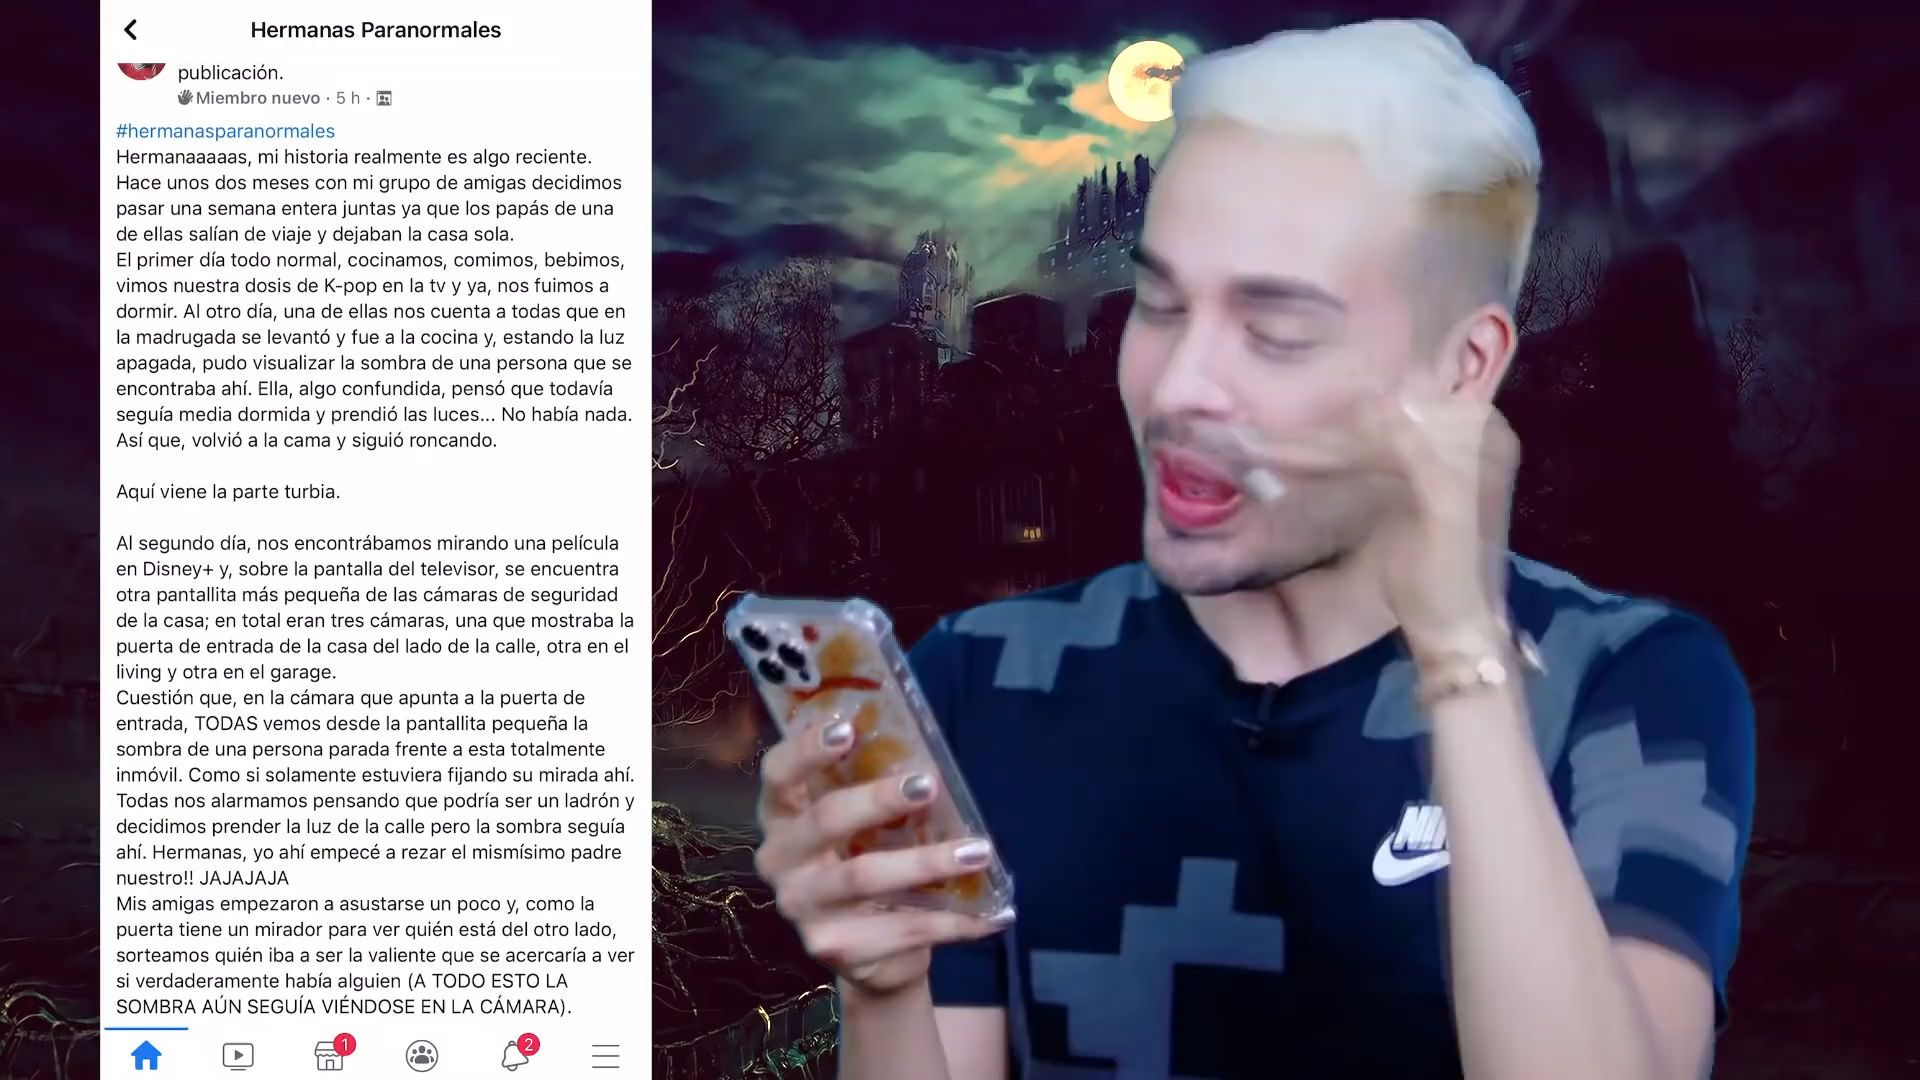 Hermanas Paranormales
publicación.
Miembro nuevo · 5 h ·
#hermanasparanormales
Hermanaaaaas, mi historia realmente es algo reciente.
Hace unos dos meses con mi grupo de amigas decidimos
pasar una semana entera juntas ya que los papás de una
de ellas salían de viaje y dejaban la casa sola.
El primer día todo normal, cocinamos, comimos, bebimos,
vimos nuestra dosis de K-pop en la tv y ya, nos fuimos a
dormir. Al otro día, una de ellas nos cuenta a todas que en
la madrugada se levantó y fue a la cocina y, estando la luz
apagada, pudo visualizar la sombra de una persona que se
encontraba ahí. Ella, algo confundida, pensó que todavía
seguía media dormida y prendió las luces... No había nada.
Así que, volvió a la cama y siguió roncando.
Aquí viene la parte turbia.
Al segundo día, nos encontrábamos mirando una película
en Disney+ y, sobre la pantalla del televisor, se encuentra
otra pantallita más pequeña de las cámaras de seguridad
de la casa; en total eran tres cámaras, una que mostraba la
puerta de entrada de la casa del lado de la calle, otra en el
living y otra en el garage.
Cuestión que, en la cámara que apunta a la puerta de
entrada, TODAS vemos desde la pantallita pequeña la
sombra de una persona parada frente a esta totalmente
inmóvil. Como si solamente estuviera fijando su mirada ahí.
Todas nos alarmamos pensando que podría ser un ladrón y
decidimos prender la luz de la calle pero la sombra seguía
ahí. Hermanas, yo ahí empecé a rezar el mismísimo padre
nuestro!! JAJAJAJA
Mis amigas empezaron a asustarse un poco y, como la
puerta tiene un mirador para ver quién está del otro lado,
sorteamos quién iba a ser la valiente que se acercaría a ver
si verdaderamente había alguien (A TODO ESTO LA
SOMBRA AÚN SEGUÍA VIÉNDOSE EN LA CÁMARA).
1
2